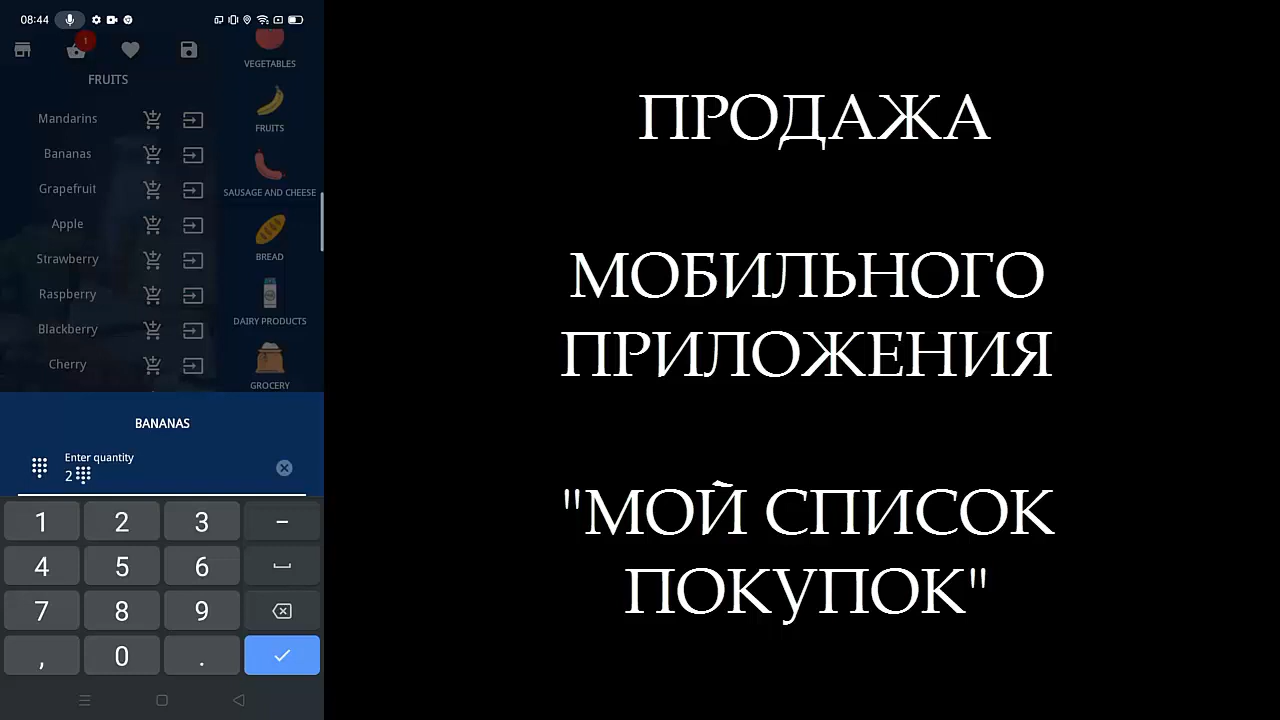 08:44
1
FRUITS
Mandarins
Bananas
Grapefruit
Apple
Strawberry
Raspberry
Blackberry
Cherry
VEGETABLES
FRUITS
SAUSAGE AND CHEESE
BREAD
DAIRY PRODUCTS
GROCERY
BANANAS
Enter quantity
2
1 2 3 −
4 5 6
7 8 9
, 0 .
ПРОДАЖА
МОБИЛЬНОГО
ПРИЛОЖЕНИЯ
"МОЙ СПИСОК
ПОКУПОК"